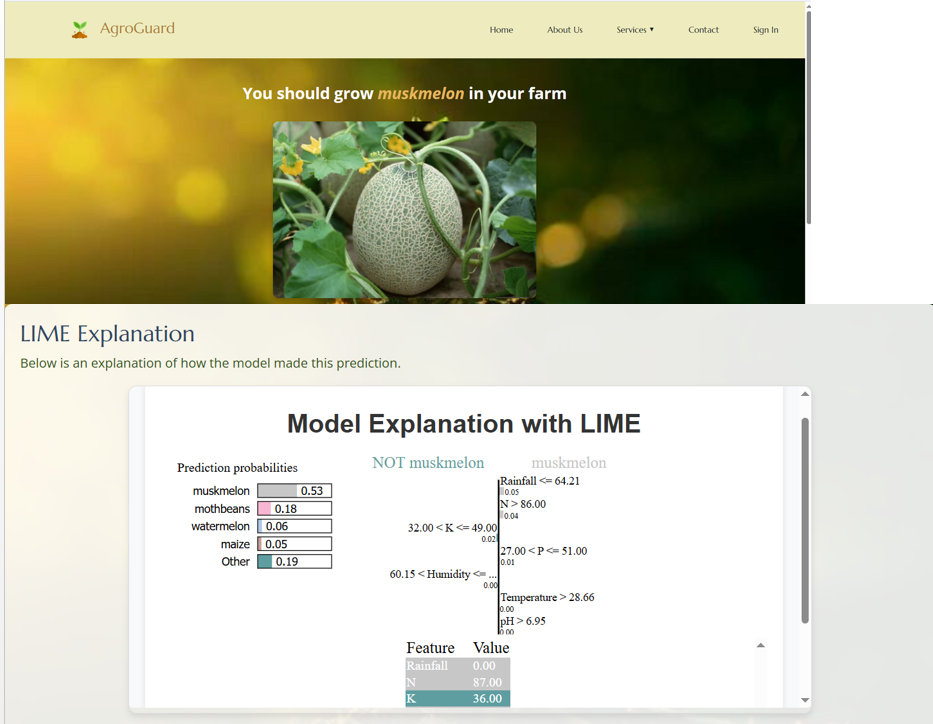 AgroGuard
Home About Us Services ▾ Contact Sign In
You should grow muskmelon in your farm
LIME Explanation
Below is an explanation of how the model made this prediction.
Model Explanation with LIME
Prediction probabilities
muskmelon 0.53
mothbeans 0.18
watermelon 0.06
maize 0.05
Other 0.19
NOT muskmelon muskmelon
Rainfall <= 64.21
0.05
N > 86.00
0.04
32.00 < K <= 49.00
0.02
27.00 < P <= 51.00
0.01
60.15 < Humidity <= ...
0.00
Temperature > 28.66
0.00
pH > 6.95
0.00
Feature Value
Rainfall 0.00
N 87.00
K 36.00